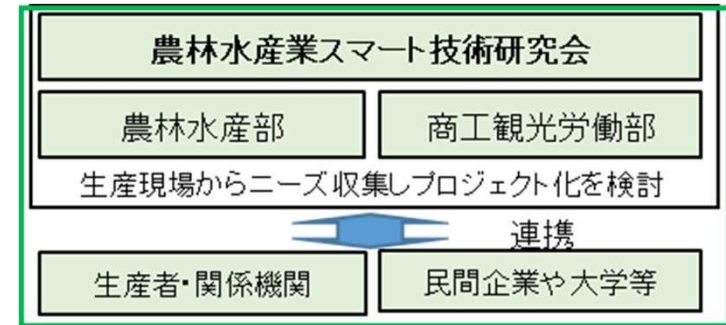 農林水産業スマート技術研究会
農林水産部
商工観光労働部
生産現場からニーズ収集しプロジェクト化を検討
連携
生産者・関係機関
民間企業や大学等